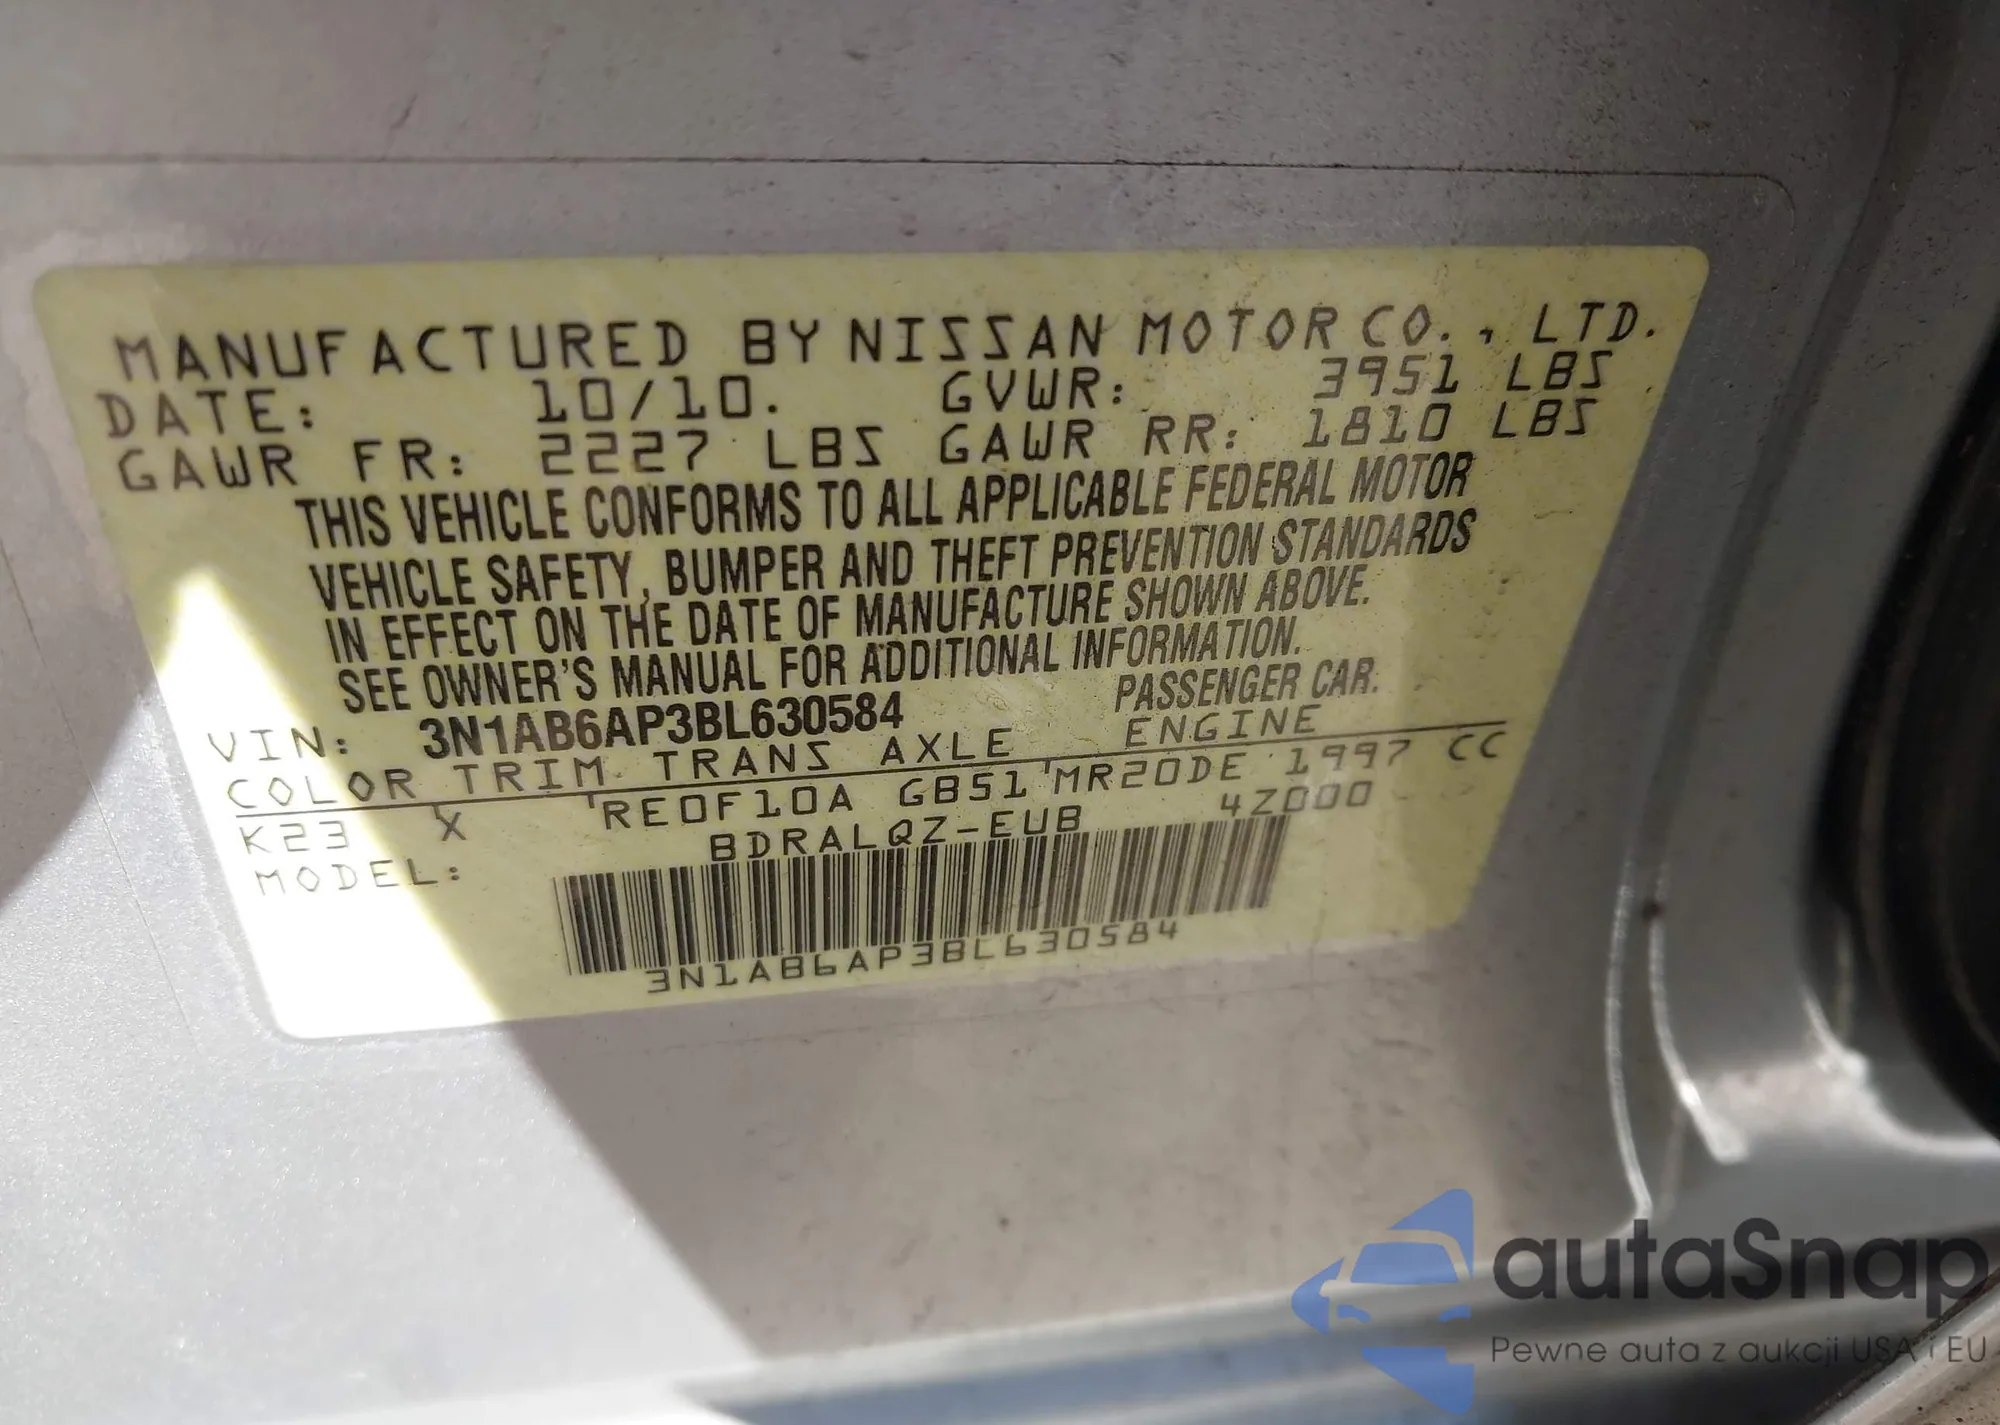 MANUFACTURED BY NISSAN MOTOR CO., LTD.
DATE: 10/10. GVWR: 3951 LBS
GAWR FR: 2227 LBS GAWR RR: 1810 LBS
THIS VEHICLE CONFORMS TO ALL APPLICABLE FEDERAL MOTOR
VEHICLE SAFETY, BUMPER AND THEFT PREVENTION STANDARDS
IN EFFECT ON THE DATE OF MANUFACTURE SHOWN ABOVE.
SEE OWNER'S MANUAL FOR ADDITIONAL INFORMATION.
VIN: 3N1AB6AP3BL630584 PASSENGER CAR.
COLOR TRIM TRANS AXLE ENGINE
K23 X RE0F10A GB51 MR20DE 1997 CC
MODEL: BDRALQZ-EUB 4Z000
3N1AB6AP3BL630584
autaSnap
Pewne auta z aukcji USA i EU